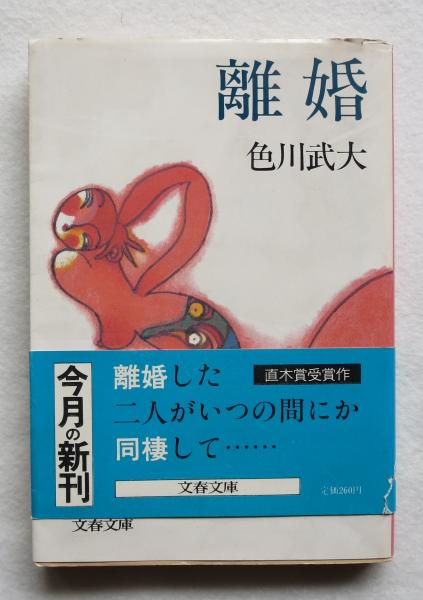 離婚
色川武大
今月の新刊
離婚した
直木賞受賞作
二人がいつの間にか
同棲して……
文春文庫
定価260円
文春文庫